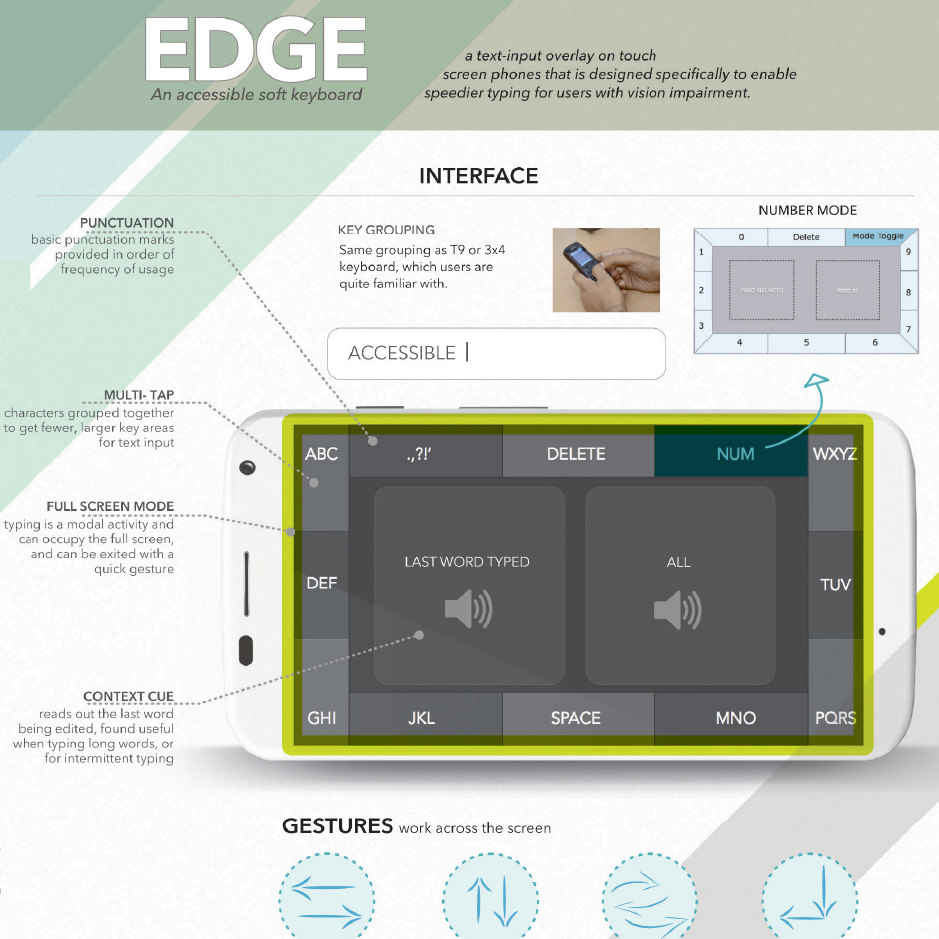 EDGE
An accessible soft keyboard
a text-input overlay on touch
screen phones that is designed specifically to enable
speedier typing for users with vision impairment.
INTERFACE
PUNCTUATION
basic punctuation marks
provided in order of
frequency of usage
KEY GROUPING
Same grouping as T9 or 3x4
keyboard, which users are
quite familiar with.
NUMBER MODE
0 Delete Mode Toggle
1 9
2 read last word read all 8
3 7
4 5 6
ACCESSIBLE |
MULTI- TAP
characters grouped together
to get fewer, larger key areas
for text input
FULL SCREEN MODE
typing is a modal activity and
can occupy the full screen,
and can be exited with a
quick gesture
CONTEXT CUE
reads out the last word
being edited, found useful
when typing long words, or
for intermittent typing
ABC .,?!' DELETE NUM WXYZ
LAST WORD TYPED ALL
DEF TUV
GHI JKL SPACE MNO PQRS
GESTURES work across the screen